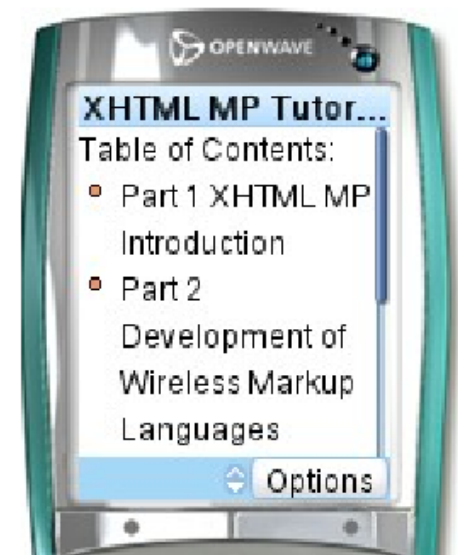 OPENWAVE
XHTML MP Tutor...
Table of Contents:
Part 1 XHTML MP
Introduction
Part 2
Development of
Wireless Markup
Languages
Options